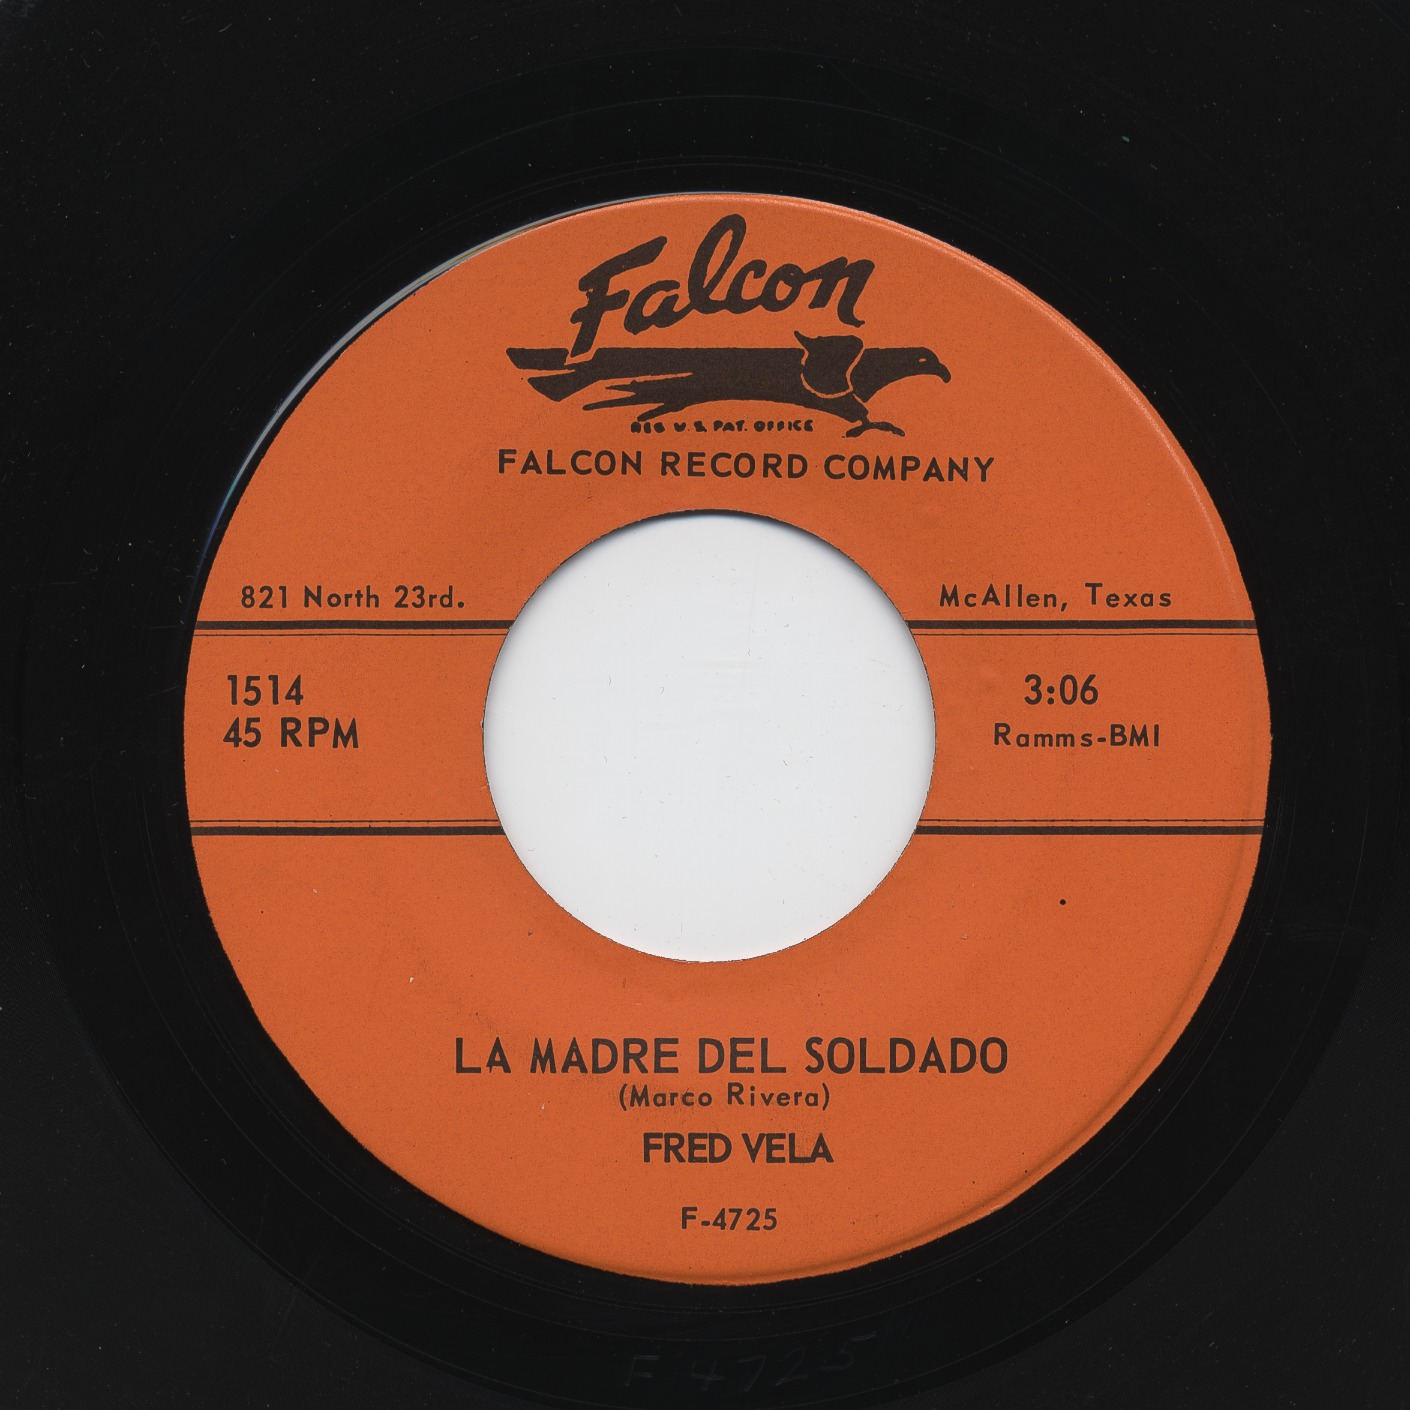 Falcon
REG U.S. PAT. OFFICE
FALCON RECORD COMPANY
821 North 23rd.
McAllen, Texas
1514
45 RPM
3:06
Ramms-BMI
LA MADRE DEL SOLDADO
(Marco Rivera)
FRED VELA
F-4725
F 4725